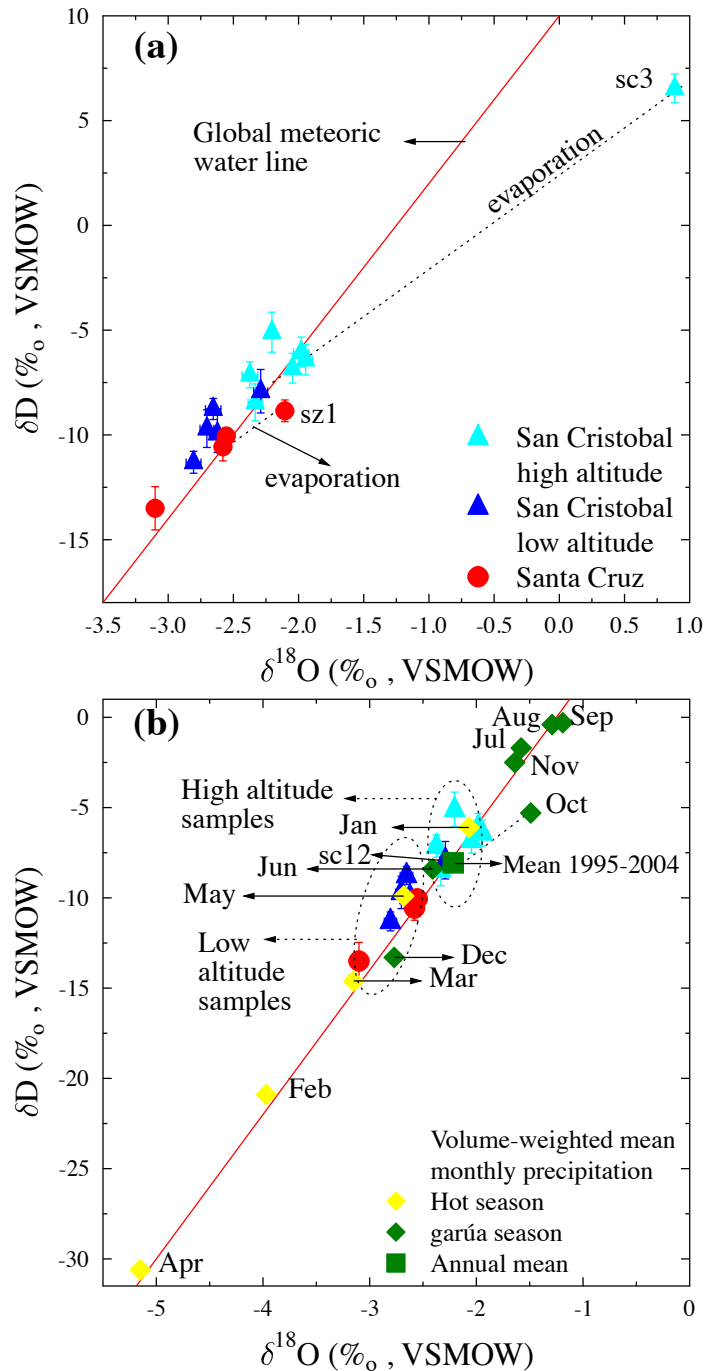 (a)
10
5
0
-5
-10
-15
δD (‰, VSMOW)
sc3
Global meteoric
water line
evaporation
sz1
evaporation
San Cristobal
high altitude
San Cristobal
low altitude
Santa Cruz
-3.5 -3.0 -2.5 -2.0 -1.5 -1.0 -0.5 0.0 0.5 1.0
δ¹⁸O (‰, VSMOW)
(b)
0
-5
-10
-15
-20
-25
-30
δD (‰, VSMOW)
Aug Sep
Jul
Nov
High altitude
samples
Oct
Jan
sc12
Mean 1995-2004
Jun
May
Low
altitude
samples
Dec
Mar
Feb
Apr
Volume-weighted mean
monthly precipitation
Hot season
garúa season
Annual mean
-5 -4 -3 -2 -1 0
δ¹⁸O (‰, VSMOW)